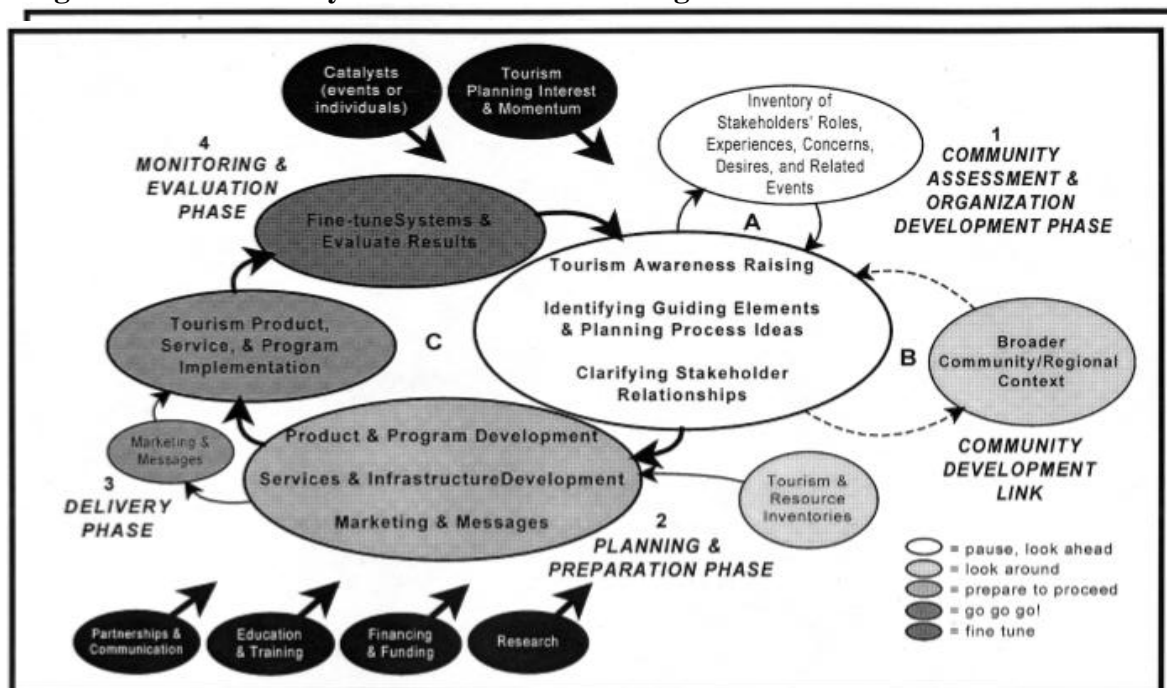 Catalysts
(events or
individuals)
Tourism
Planning Interest
& Momentum
Inventory of
Stakeholders' Roles,
Experiences, Concerns,
Desires, and Related
Events
1
COMMUNITY
ASSESSMENT &
ORGANIZATION
DEVELOPMENT PHASE
4
MONITORING &
EVALUATION
PHASE
Fine-tuneSystems &
Evaluate Results
A
Tourism Awareness Raising
Identifying Guiding Elements
& Planning Process Ideas
Clarifying Stakeholder
Relationships
Tourism Product,
Service, & Program
Implementation
C
B
Broader
Community/Regional
Context
COMMUNITY
DEVELOPMENT
LINK
Marketing &
Messages
3
DELIVERY
PHASE
Product & Program Development
Services & InfrastructureDevelopment
Marketing & Messages
Tourism &
Resource
Inventories
2
PLANNING &
PREPARATION PHASE
= pause, look ahead
= look around
= prepare to proceed
= go go go!
= fine tune
Partnerships &
Communication
Education
& Training
Financing
& Funding
Research